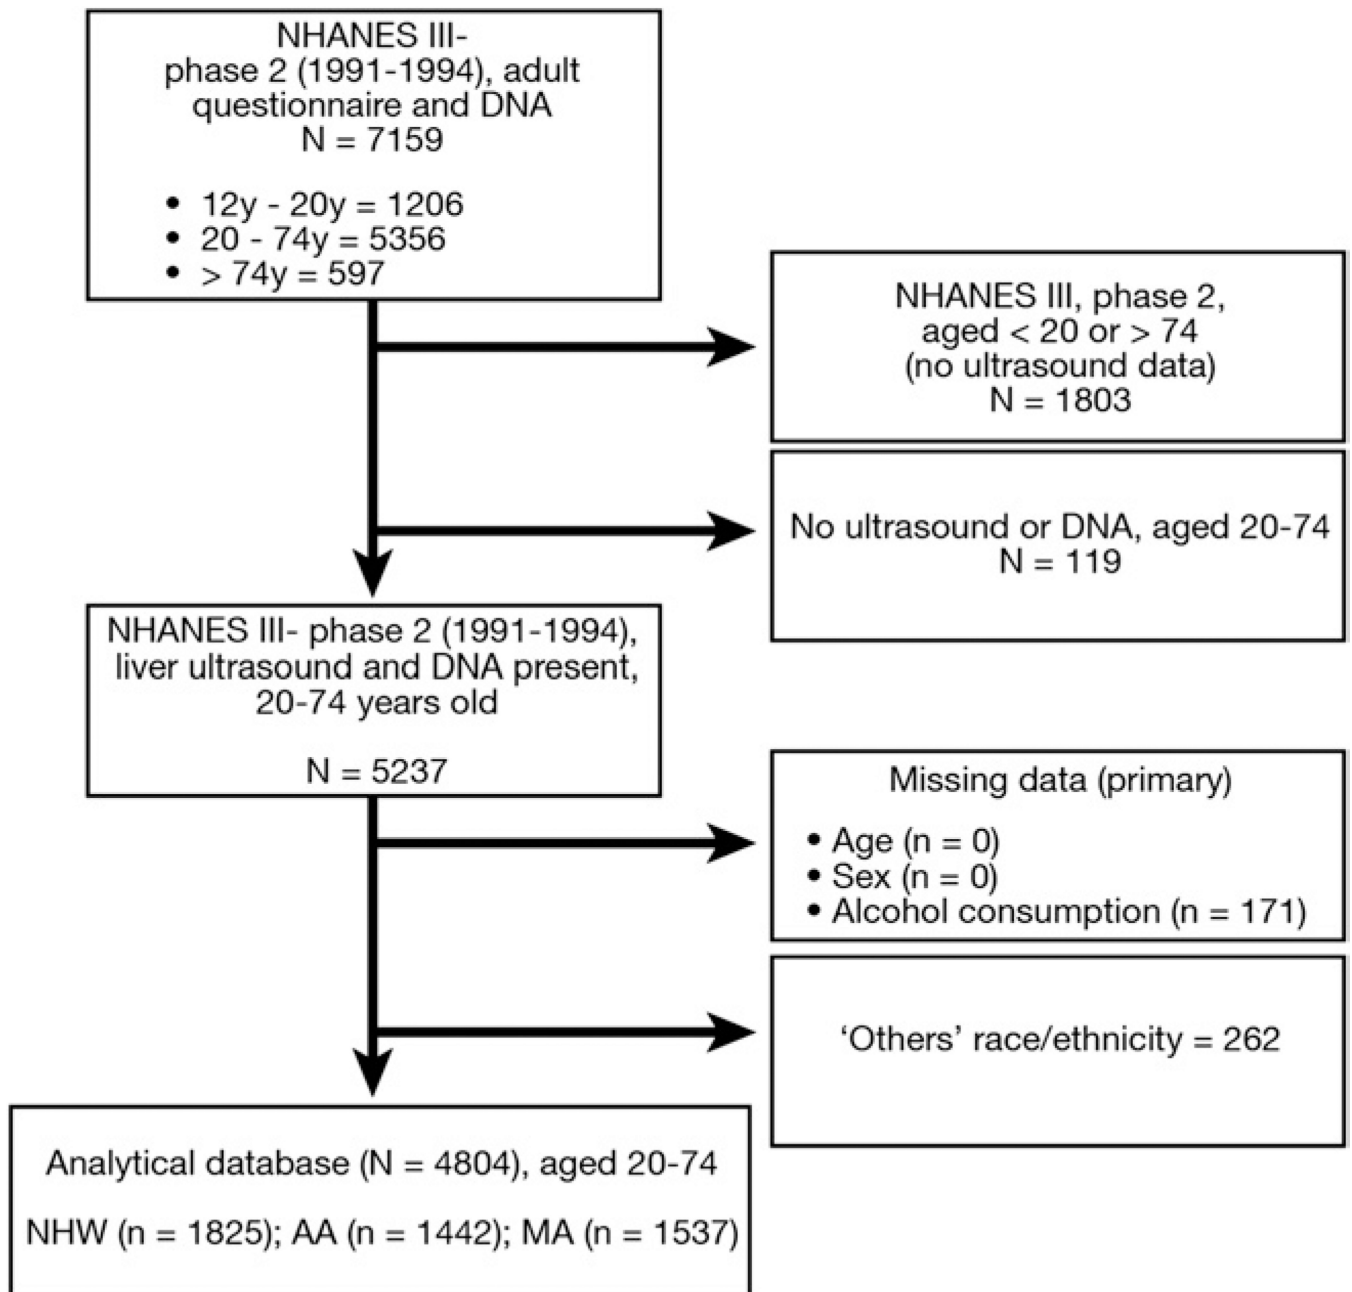 NHANES III-
phase 2 (1991-1994), adult
questionnaire and DNA
N = 7159
• 12y - 20y = 1206
• 20 - 74y = 5356
• > 74y = 597
NHANES III, phase 2,
aged < 20 or > 74
(no ultrasound data)
N = 1803
No ultrasound or DNA, aged 20-74
N = 119
NHANES III- phase 2 (1991-1994),
liver ultrasound and DNA present,
20-74 years old
N = 5237
Missing data (primary)
• Age (n = 0)
• Sex (n = 0)
• Alcohol consumption (n = 171)
‘Others’ race/ethnicity = 262
Analytical database (N = 4804), aged 20-74
NHW (n = 1825); AA (n = 1442); MA (n = 1537)